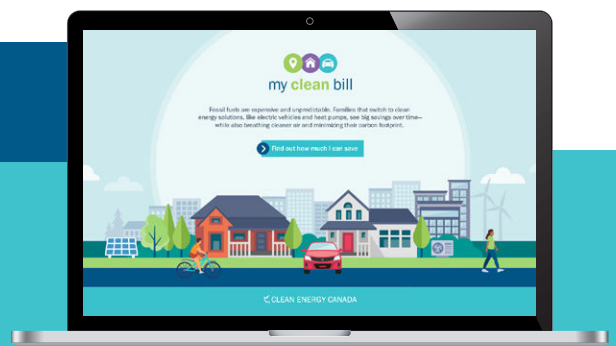 my clean bill
Fossil fuels are expensive and unpredictable. Families that switch to clean
energy solutions, like electric vehicles and heat pumps, see big savings over time—
while also breathing cleaner air and minimizing their carbon footprint.
Find out how much I can save
CLEAN ENERGY CANADA